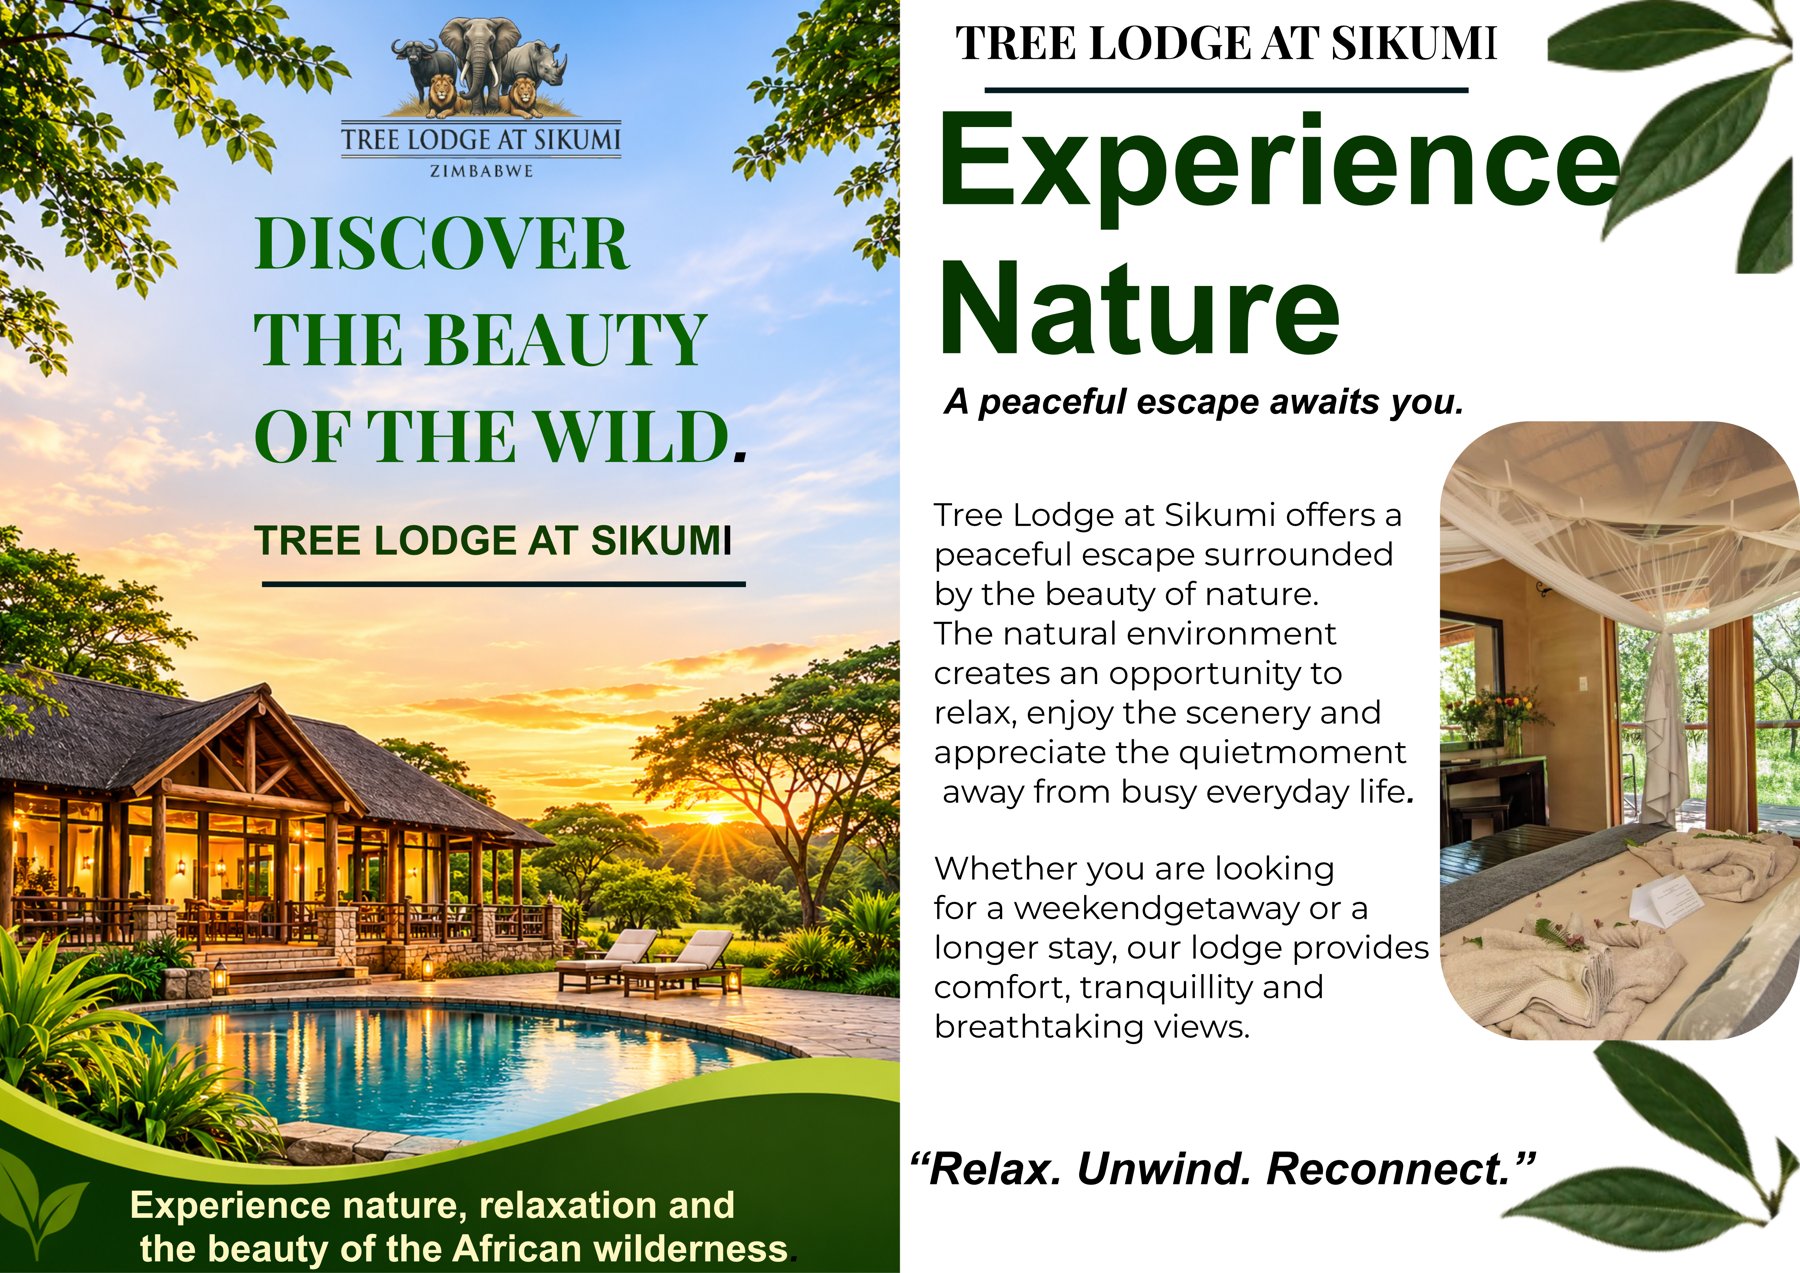 TREE LODGE AT SIKUMI
ZIMBABWE
DISCOVER
THE BEAUTY
OF THE WILD.
TREE LODGE AT SIKUMI
Experience nature, relaxation and
the beauty of the African wilderness.
TREE LODGE AT SIKUMI
Experience
Nature
A peaceful escape awaits you.
Tree Lodge at Sikumi offers a
peaceful escape surrounded
by the beauty of nature.
The natural environment
creates an opportunity to
relax, enjoy the scenery and
appreciate the quietmoment
away from busy everyday life.
Whether you are looking
for a weekendgetaway or a
longer stay, our lodge provides
comfort, tranquillity and
breathtaking views.
“Relax. Unwind. Reconnect.”